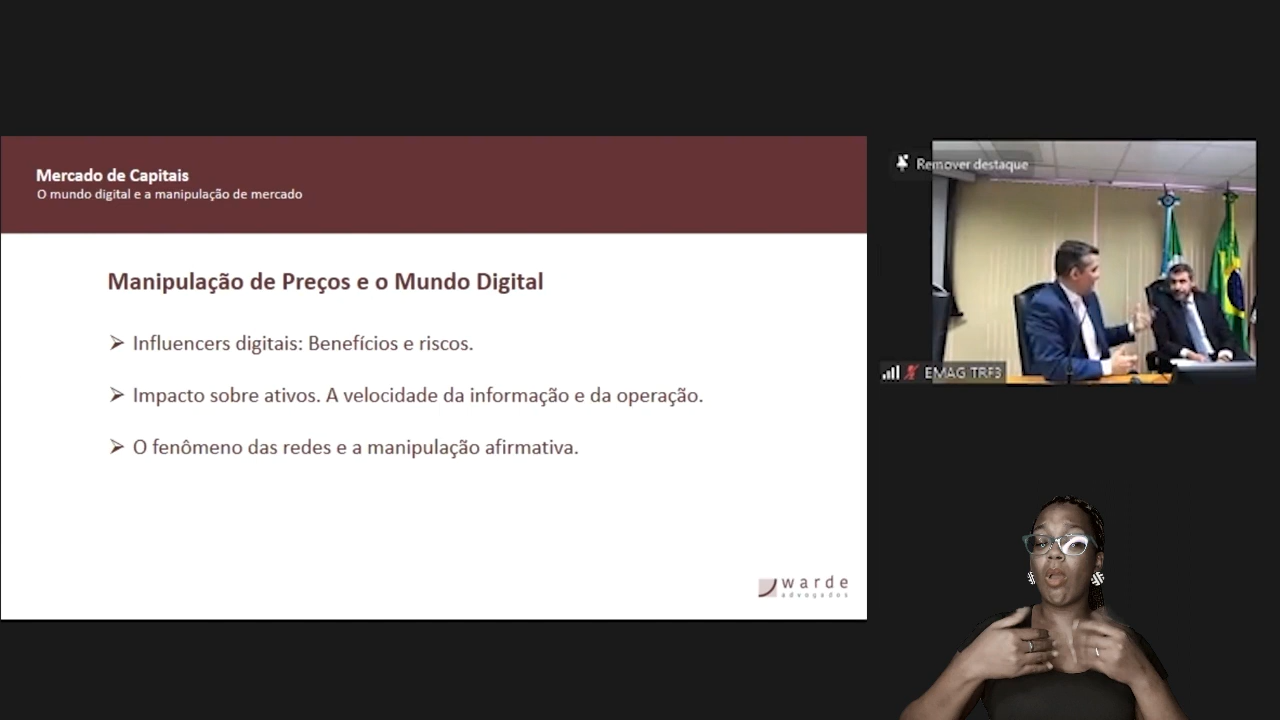 Mercado de Capitais
O mundo digital e a manipulação de mercado
Manipulação de Preços e o Mundo Digital
Influencers digitais: Benefícios e riscos.
Impacto sobre ativos. A velocidade da informação e da operação.
O fenômeno das redes e a manipulação afirmativa.
warde
advogados
Remover destaque
EMAG TRF3